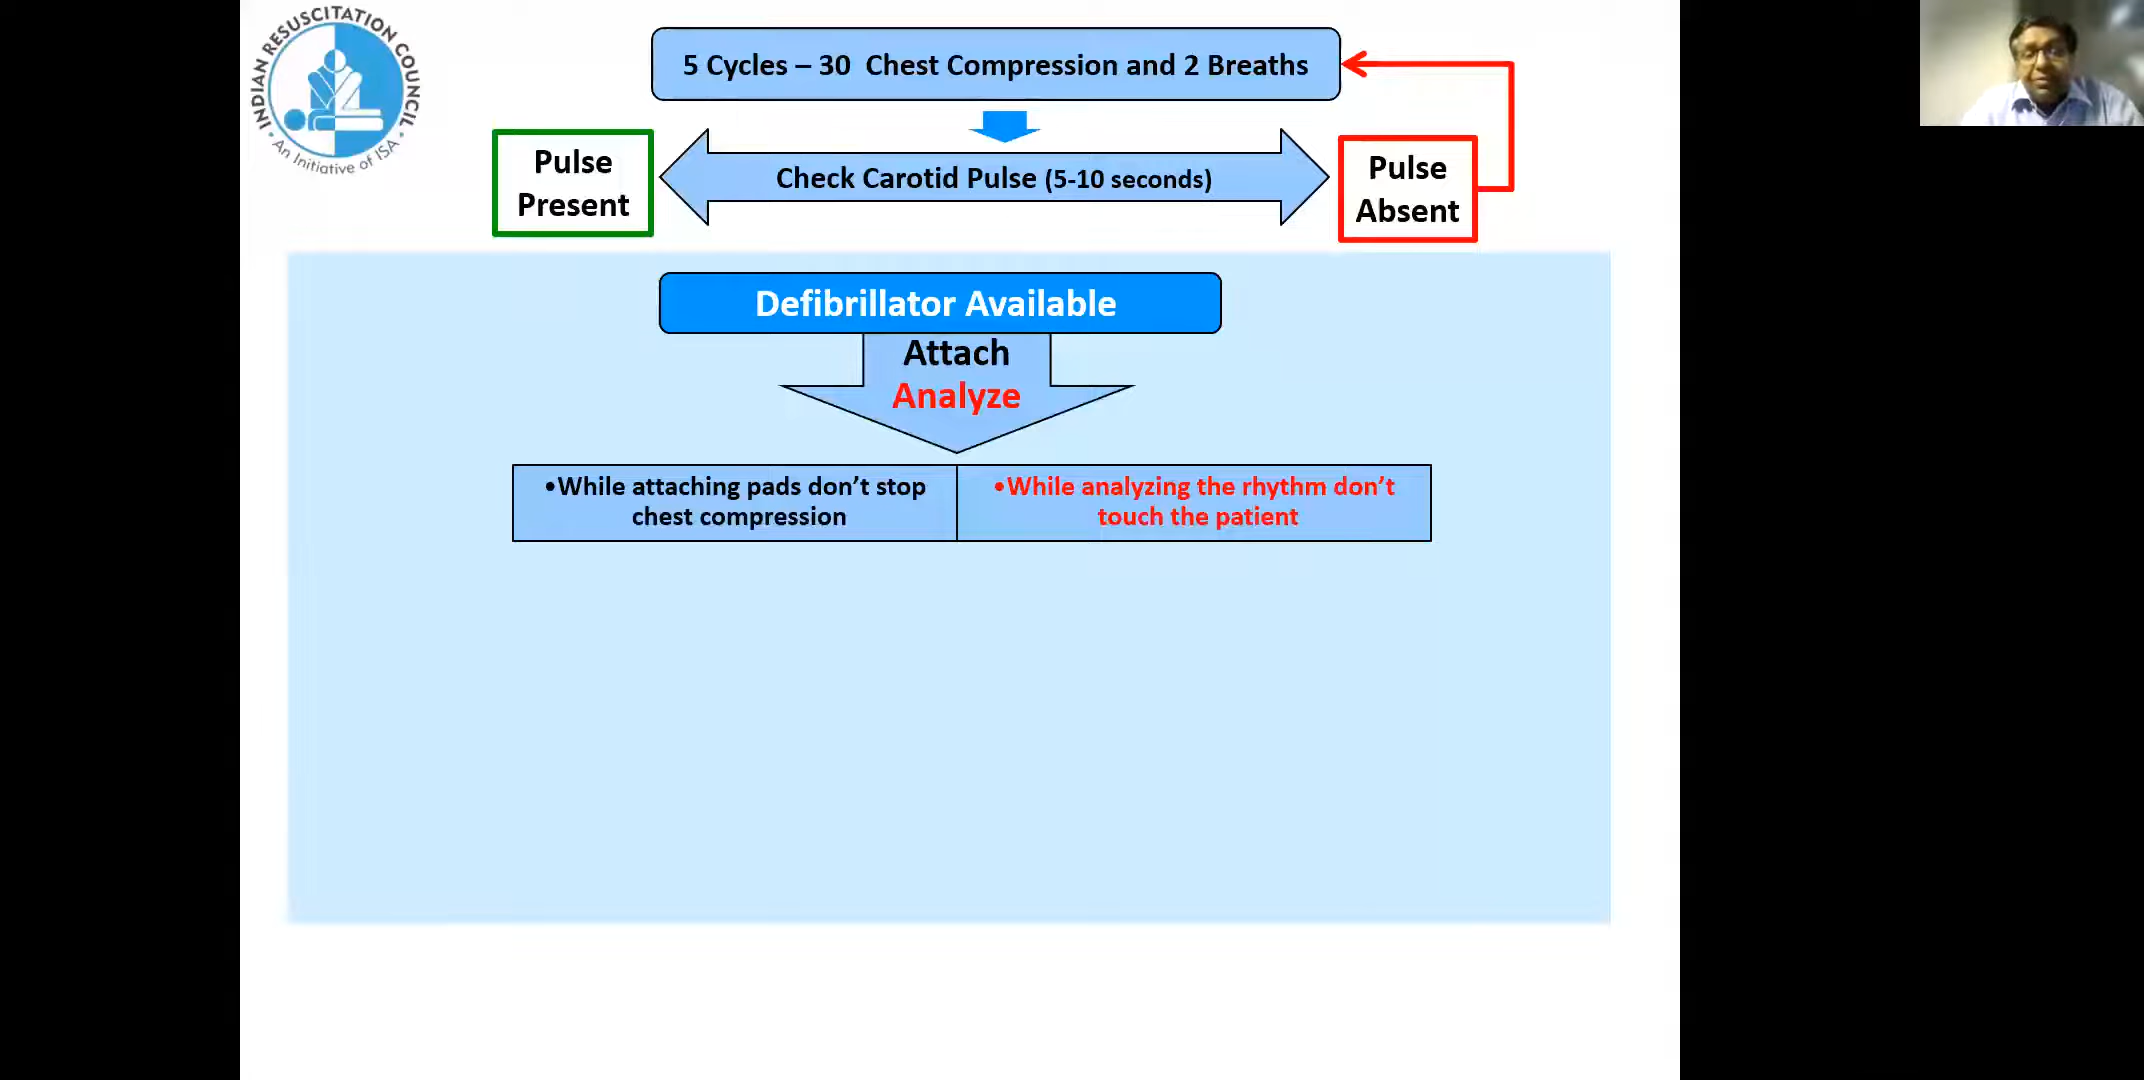 INDIAN RESUSCITATION COUNCIL
An Initiative of ISA
5 Cycles – 30  Chest Compression and 2 Breaths
Pulse
Present
Check Carotid Pulse (5-10 seconds)
Pulse
Absent
Defibrillator Available
Attach
Analyze
•While attaching pads don’t stop
chest compression
•While analyzing the rhythm don’t
touch the patient